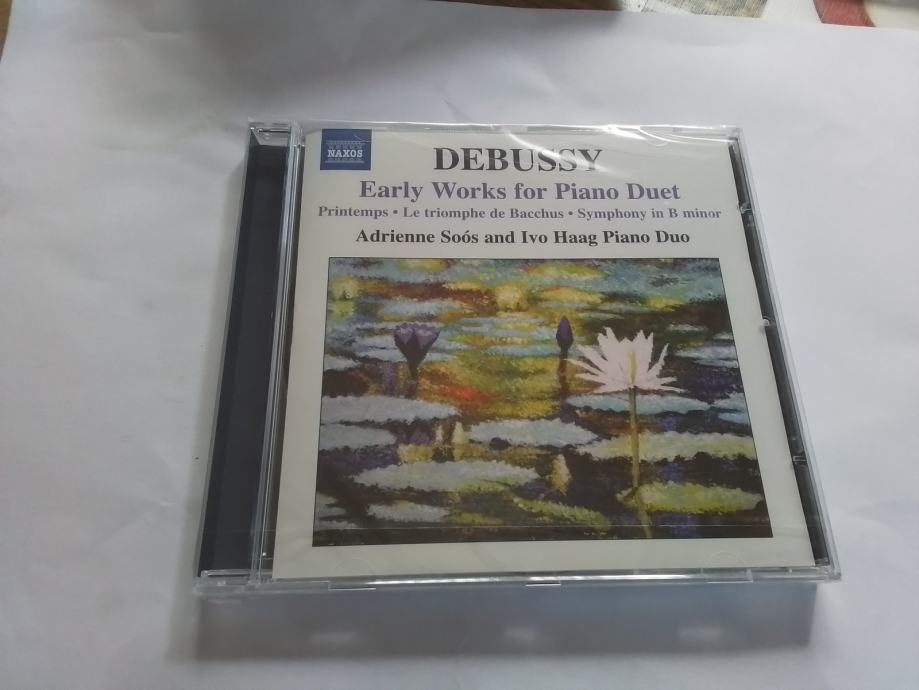 NAXOS
DEBUSSY
Early Works for Piano Duet
Printemps • Le triomphe de Bacchus • Symphony in B minor
Adrienne Soós and Ivo Haag Piano Duo